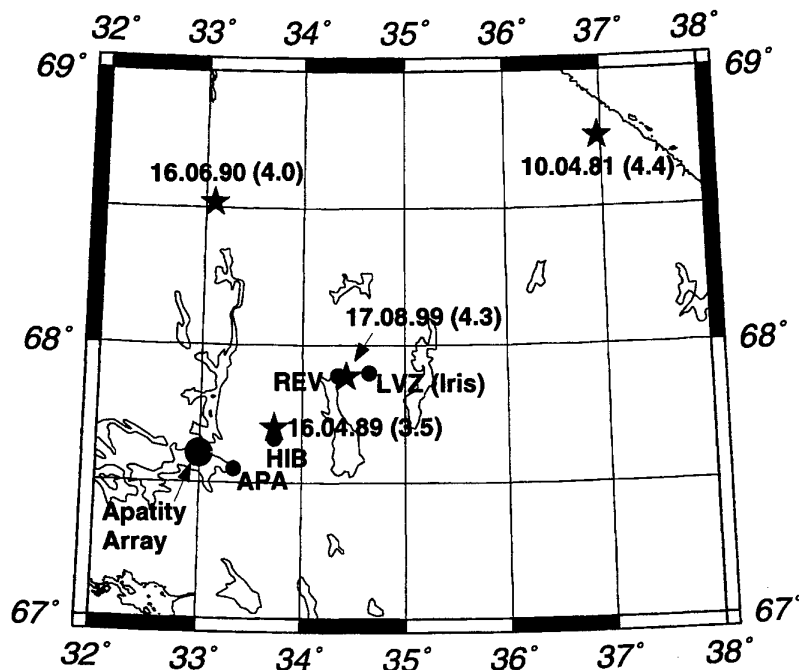 32° 33° 34° 35° 36° 37° 38°
69° 69°
16.06.90 (4.0)
10.04.81 (4.4)
17.08.99 (4.3)
68° 68°
REV LVZ (Iris)
16.04.89 (3.5)
HIB
APA
Apatity
Array
67° 67°
32° 33° 34° 35° 36° 37° 38°